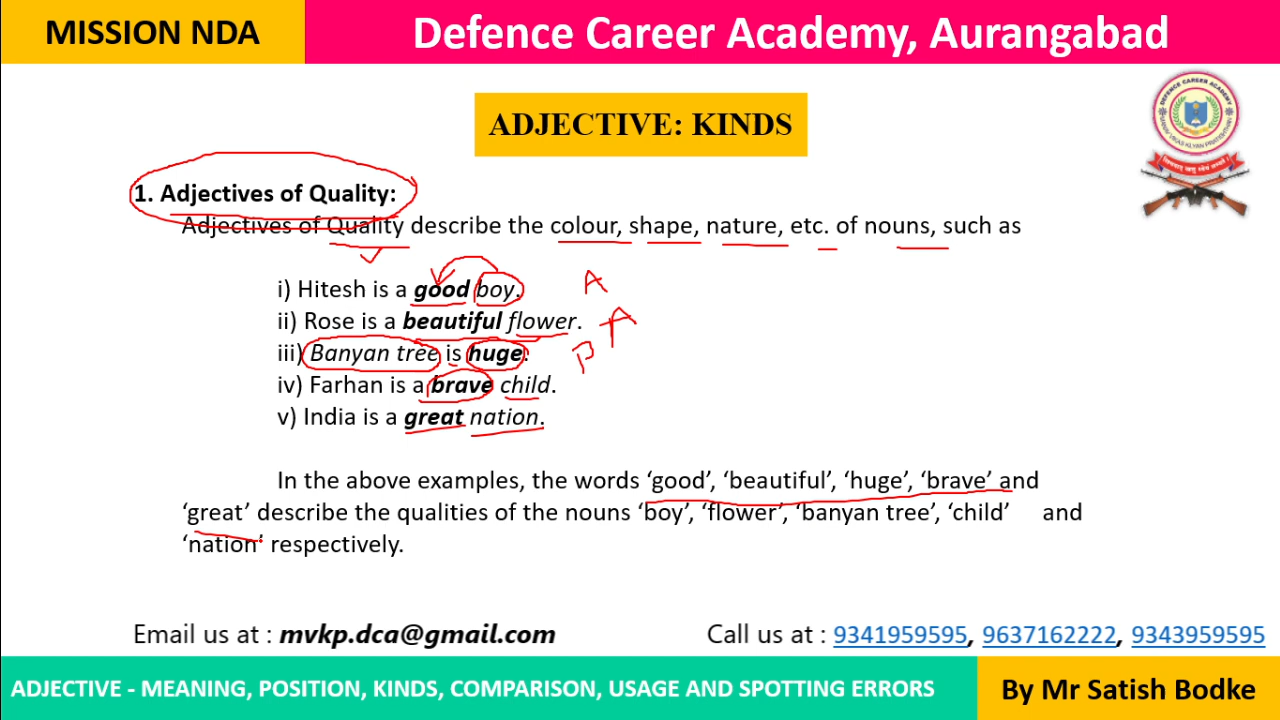 MISSION NDA
Defence Career Academy, Aurangabad
ADJECTIVE: KINDS
DEFENCE CAREER ACADEMY
1. Adjectives of Quality:
Adjectives of Quality describe the colour, shape, nature, etc. of nouns, such as
i) Hitesh is a good boy. A
ii) Rose is a beautiful flower. A
iii) Banyan tree is huge. P
iv) Farhan is a brave child.
v) India is a great nation.
In the above examples, the words ‘good’, ‘beautiful’, ‘huge’, ‘brave’ and
‘great’ describe the qualities of the nouns ‘boy’, ‘flower’, ‘banyan tree’, ‘child’ and
‘nation’ respectively.
Email us at : mvkp.dca@gmail.com
Call us at : 9341959595, 9637162222, 9343959595
ADJECTIVE - MEANING, POSITION, KINDS, COMPARISON, USAGE AND SPOTTING ERRORS
By Mr Satish Bodke